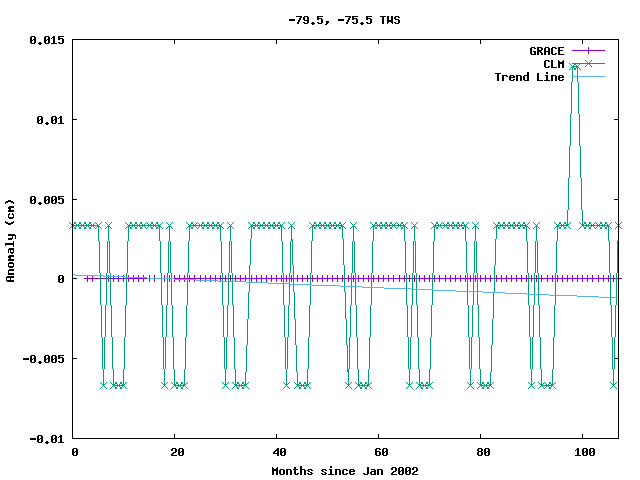 -79.5, -75.5 TWS
0.015
0.01
0.005
0
-0.005
-0.01
Anomaly (cm)
GRACE
CLM
Trend Line
0 20 40 60 80 100
Months since Jan 2002